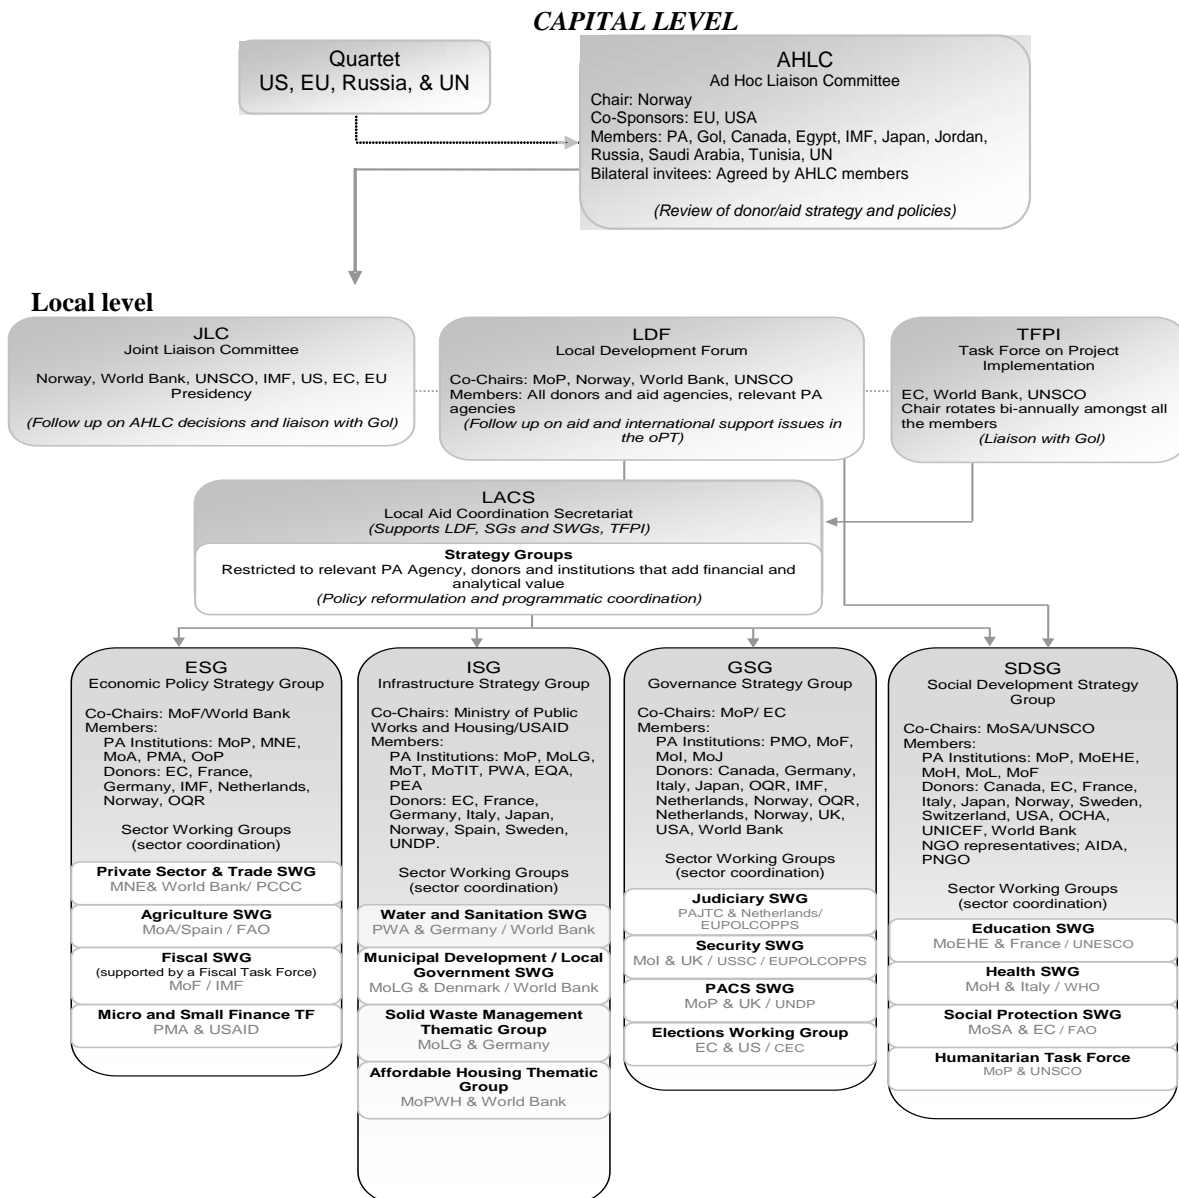 CAPITAL LEVEL
Quartet
US, EU, Russia, & UN
AHLC
Ad Hoc Liaison Committee
Chair: Norway
Co-Sponsors: EU, USA
Members: PA, GoI, Canada, Egypt, IMF, Japan, Jordan,
Russia, Saudi Arabia, Tunisia, UN
Bilateral invitees: Agreed by AHLC members
(Review of donor/aid strategy and policies)
Local level
JLC
Joint Liaison Committee
Norway, World Bank, UNSCO, IMF, US, EC, EU
Presidency
(Follow up on AHLC decisions and liaison with GoI)
LDF
Local Development Forum
Co-Chairs: MoP, Norway, World Bank, UNSCO
Members: All donors and aid agencies, relevant PA
agencies
(Follow up on aid and international support issues in
the oPT)
TFPI
Task Force on Project
Implementation
EC, World Bank, UNSCO
Chair rotates bi-annually amongst all
the members
(Liaison with GoI)
LACS
Local Aid Coordination Secretariat
(Supports LDF, SGs and SWGs, TFPI)
Strategy Groups
Restricted to relevant PA Agency, donors and institutions that add financial and
analytical value
(Policy reformulation and programmatic coordination)
ESG
Economic Policy Strategy Group
Co-Chairs: MoF/World Bank
Members:
PA Institutions: MoP, MNE,
MoA, PMA, OoP
Donors: EC, France,
Germany, IMF, Netherlands,
Norway, OQR
Sector Working Groups
(sector coordination)
Private Sector & Trade SWG
MNE& World Bank/ PCCC
Agriculture SWG
MoA/Spain / FAO
Fiscal SWG
(supported by a Fiscal Task Force)
MoF / IMF
Micro and Small Finance TF
PMA & USAID
ISG
Infrastructure Strategy Group
Co-Chairs: Ministry of Public
Works and Housing/USAID
Members:
PA Institutions: MoP, MoLG,
MoT, MoTIT, PWA, EQA,
PEA
Donors: EC, France,
Germany, Italy, Japan,
Norway, Spain, Sweden,
UNDP.
Sector Working Groups
(sector coordination)
Water and Sanitation SWG
PWA & Germany / World Bank
Municipal Development / Local
Government SWG
MoLG & Denmark / World Bank
Solid Waste Management
Thematic Group
MoLG & Germany
Affordable Housing Thematic
Group
MoPWH & World Bank
GSG
Governance Strategy Group
Co-Chairs: MoP/ EC
Members:
PA Institutions: PMO, MoF,
MoI, MoJ
Donors: Canada, Germany,
Italy, Japan, OQR, IMF,
Netherlands, Norway, OQR,
Netherlands, Norway, UK,
USA, World Bank
Sector Working Groups
(sector coordination)
Judiciary SWG
PAJTC & Netherlands/
EUPOLCOPPS
Security SWG
MoI & UK / USSC / EUPOLCOPPS
PACS SWG
MoP & UK / UNDP
Elections Working Group
EC & US / CEC
SDSG
Social Development Strategy
Group
Co-Chairs: MoSA/UNSCO
Members:
PA Institutions: MoP, MoEHE,
MoH, MoL, MoF
Donors: Canada, EC, France,
Italy, Japan, Norway, Sweden,
Switzerland, USA, OCHA,
UNICEF, World Bank
NGO representatives; AIDA,
PNGO
Sector Working Groups
(sector coordination)
Education SWG
MoEHE & France / UNESCO
Health SWG
MoH & Italy / WHO
Social Protection SWG
MoSA & EC / FAO
Humanitarian Task Force
MoP & UNSCO